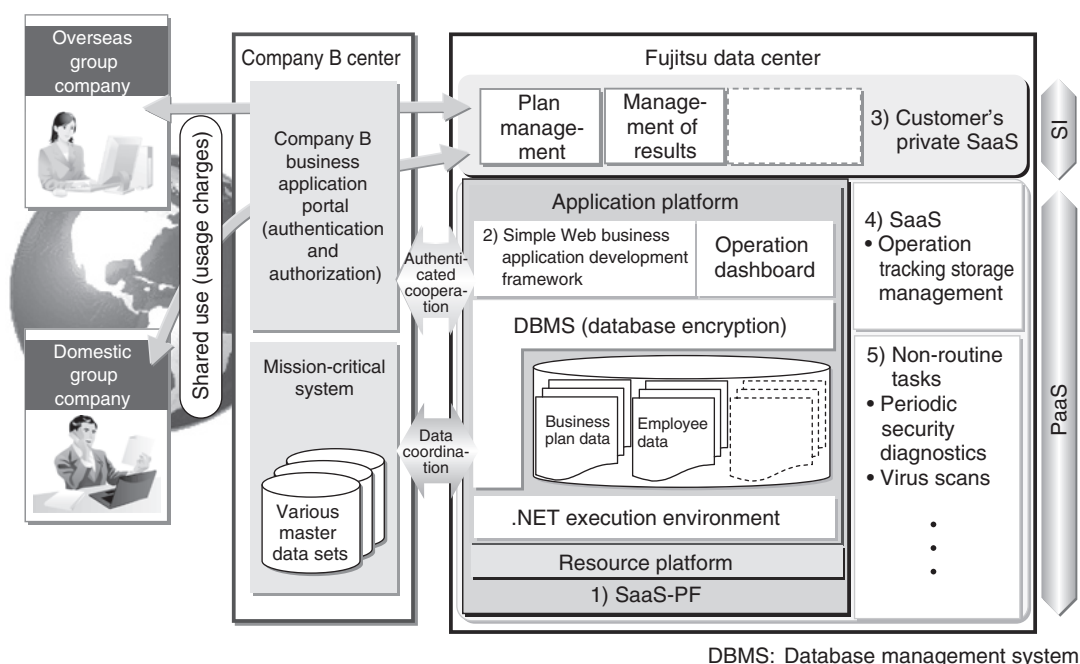 Overseas
group
company
Domestic
group
company
Shared use (usage charges)
Company B center
Company B
business
application
portal
(authentication
and
authorization)
Mission-critical
system
Various
master
data sets
Authenti-
cated
coopera-
tion
Data
coordina-
tion
Fujitsu data center
Plan
manage-
ment
Manage-
ment of
results
3) Customer's
private SaaS
Application platform
2) Simple Web business
application development
framework
Operation
dashboard
DBMS (database encryption)
Business
plan data
Employee
data
.NET execution environment
Resource platform
1) SaaS-PF
4) SaaS
• Operation
tracking storage
management
5) Non-routine
tasks
• Periodic
security
diagnostics
• Virus scans
•
•
•
SI
PaaS
DBMS: Database management system